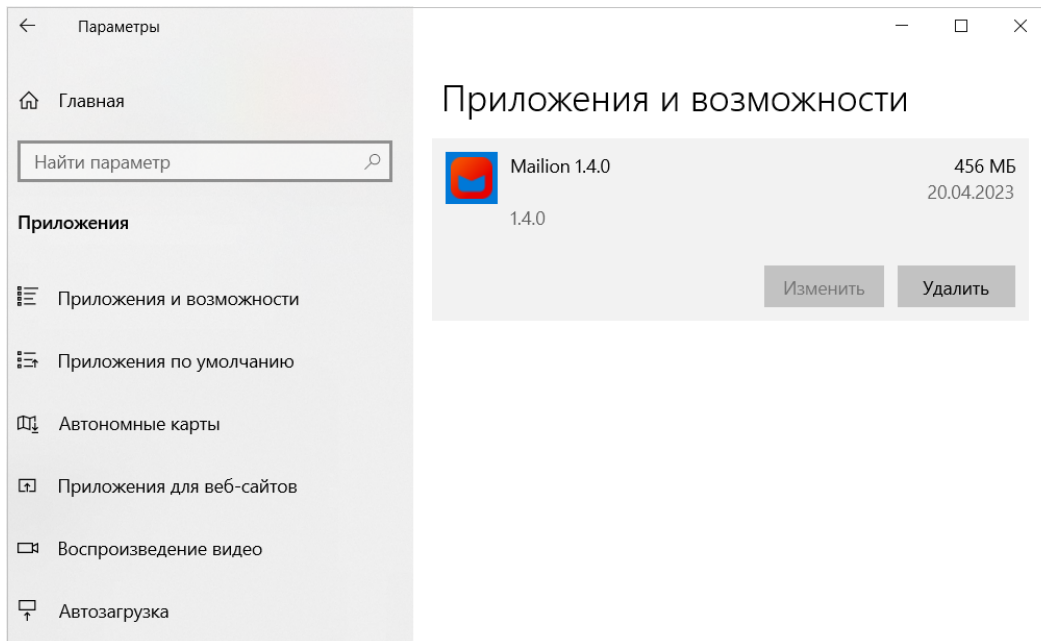 Параметры
Главная
Найти параметр
Приложения
Приложения и возможности
Приложения по умолчанию
Автономные карты
Приложения для веб-сайтов
Воспроизведение видео
Автозагрузка
Приложения и возможности
Mailion 1.4.0
456 МБ
20.04.2023
1.4.0
Изменить
Удалить